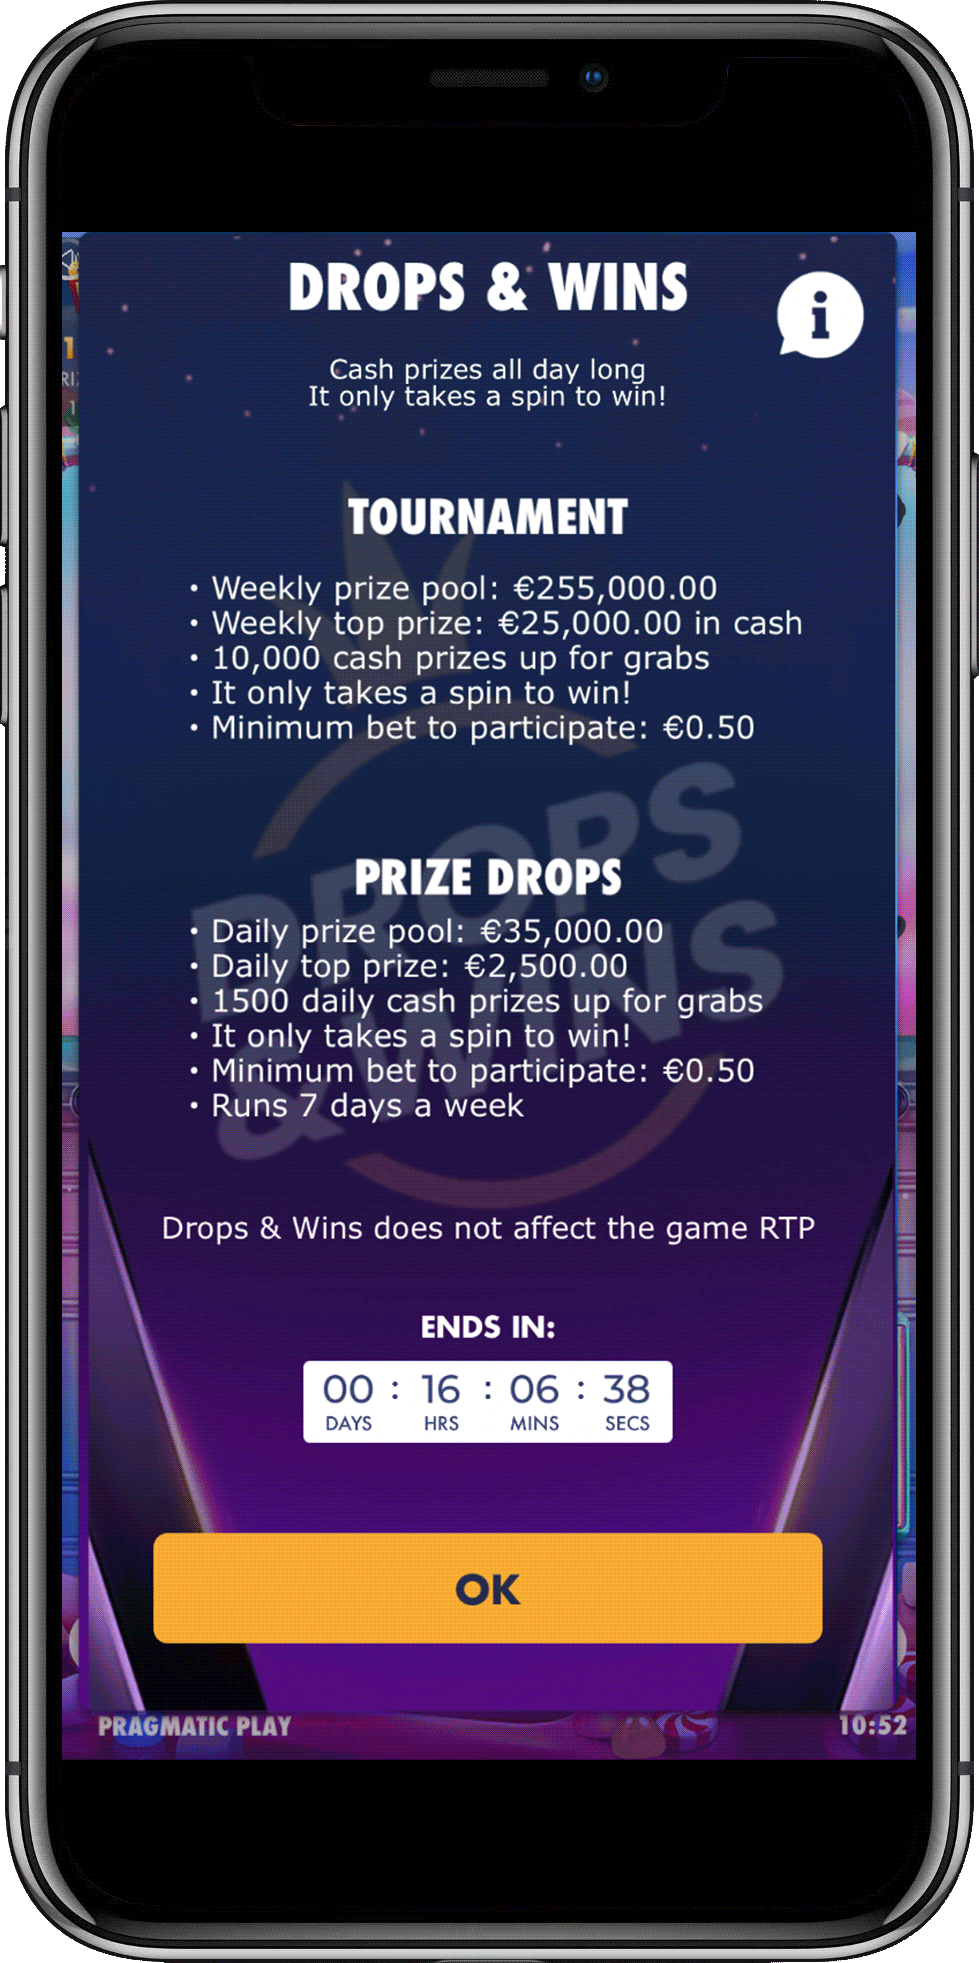 DROPS & WINS
Cash prizes all day long
It only takes a spin to win!
TOURNAMENT
• Weekly prize pool: €255,000.00
• Weekly top prize: €25,000.00 in cash
• 10,000 cash prizes up for grabs
• It only takes a spin to win!
• Minimum bet to participate: €0.50
PRIZE DROPS
• Daily prize pool: €35,000.00
• Daily top prize: €2,500.00
• 1500 daily cash prizes up for grabs
• It only takes a spin to win!
• Minimum bet to participate: €0.50
• Runs 7 days a week
DROPS
& WINS
Drops & Wins does not affect the game RTP
ENDS IN:
00 : 16 : 06 : 38
DAYS HRS MINS SECS
OK
PRAGMATIC PLAY 10:52